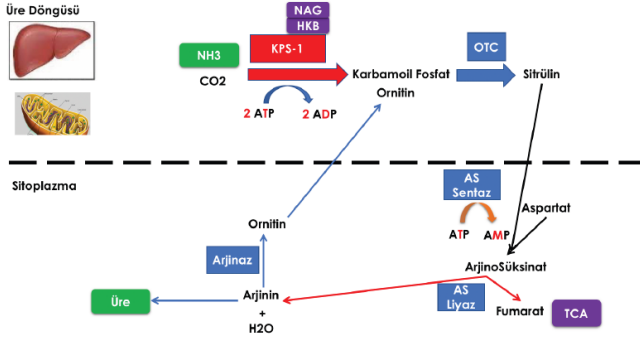 Üre Döngüsü
NAG
HKB
NH3
KPS-1
OTC
CO2
Karbamoil Fosfat
Sitrülin
Ornitin
2 ATP
2 ADP
Sitoplazma
AS
Sentaz
Aspartat
Ornitin
ATP
AMP
Arjinaz
ArjinoSüksinat
Üre
Arjinin
+
H2O
AS
Liyaz
Fumarat
TCA